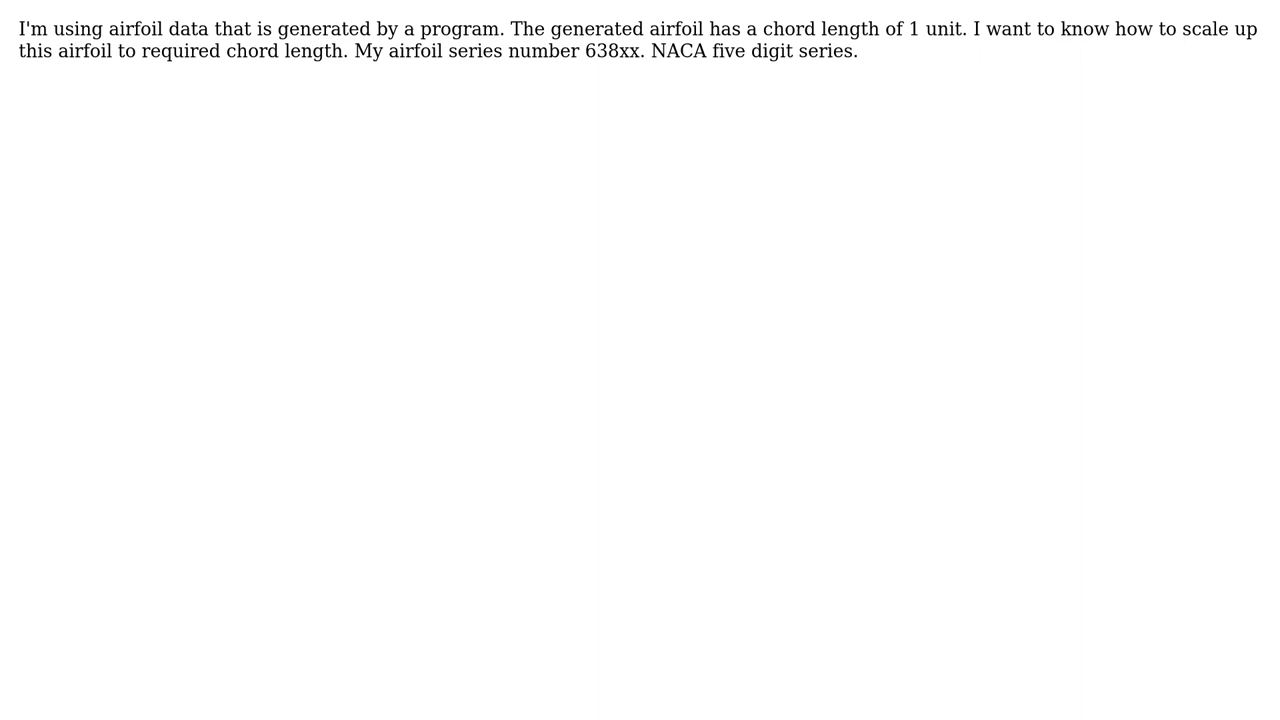 I'm using airfoil data that is generated by a program. The generated airfoil has a chord length of 1 unit. I want to know how to scale up
this airfoil to required chord length. My airfoil series number 638xx. NACA five digit series.